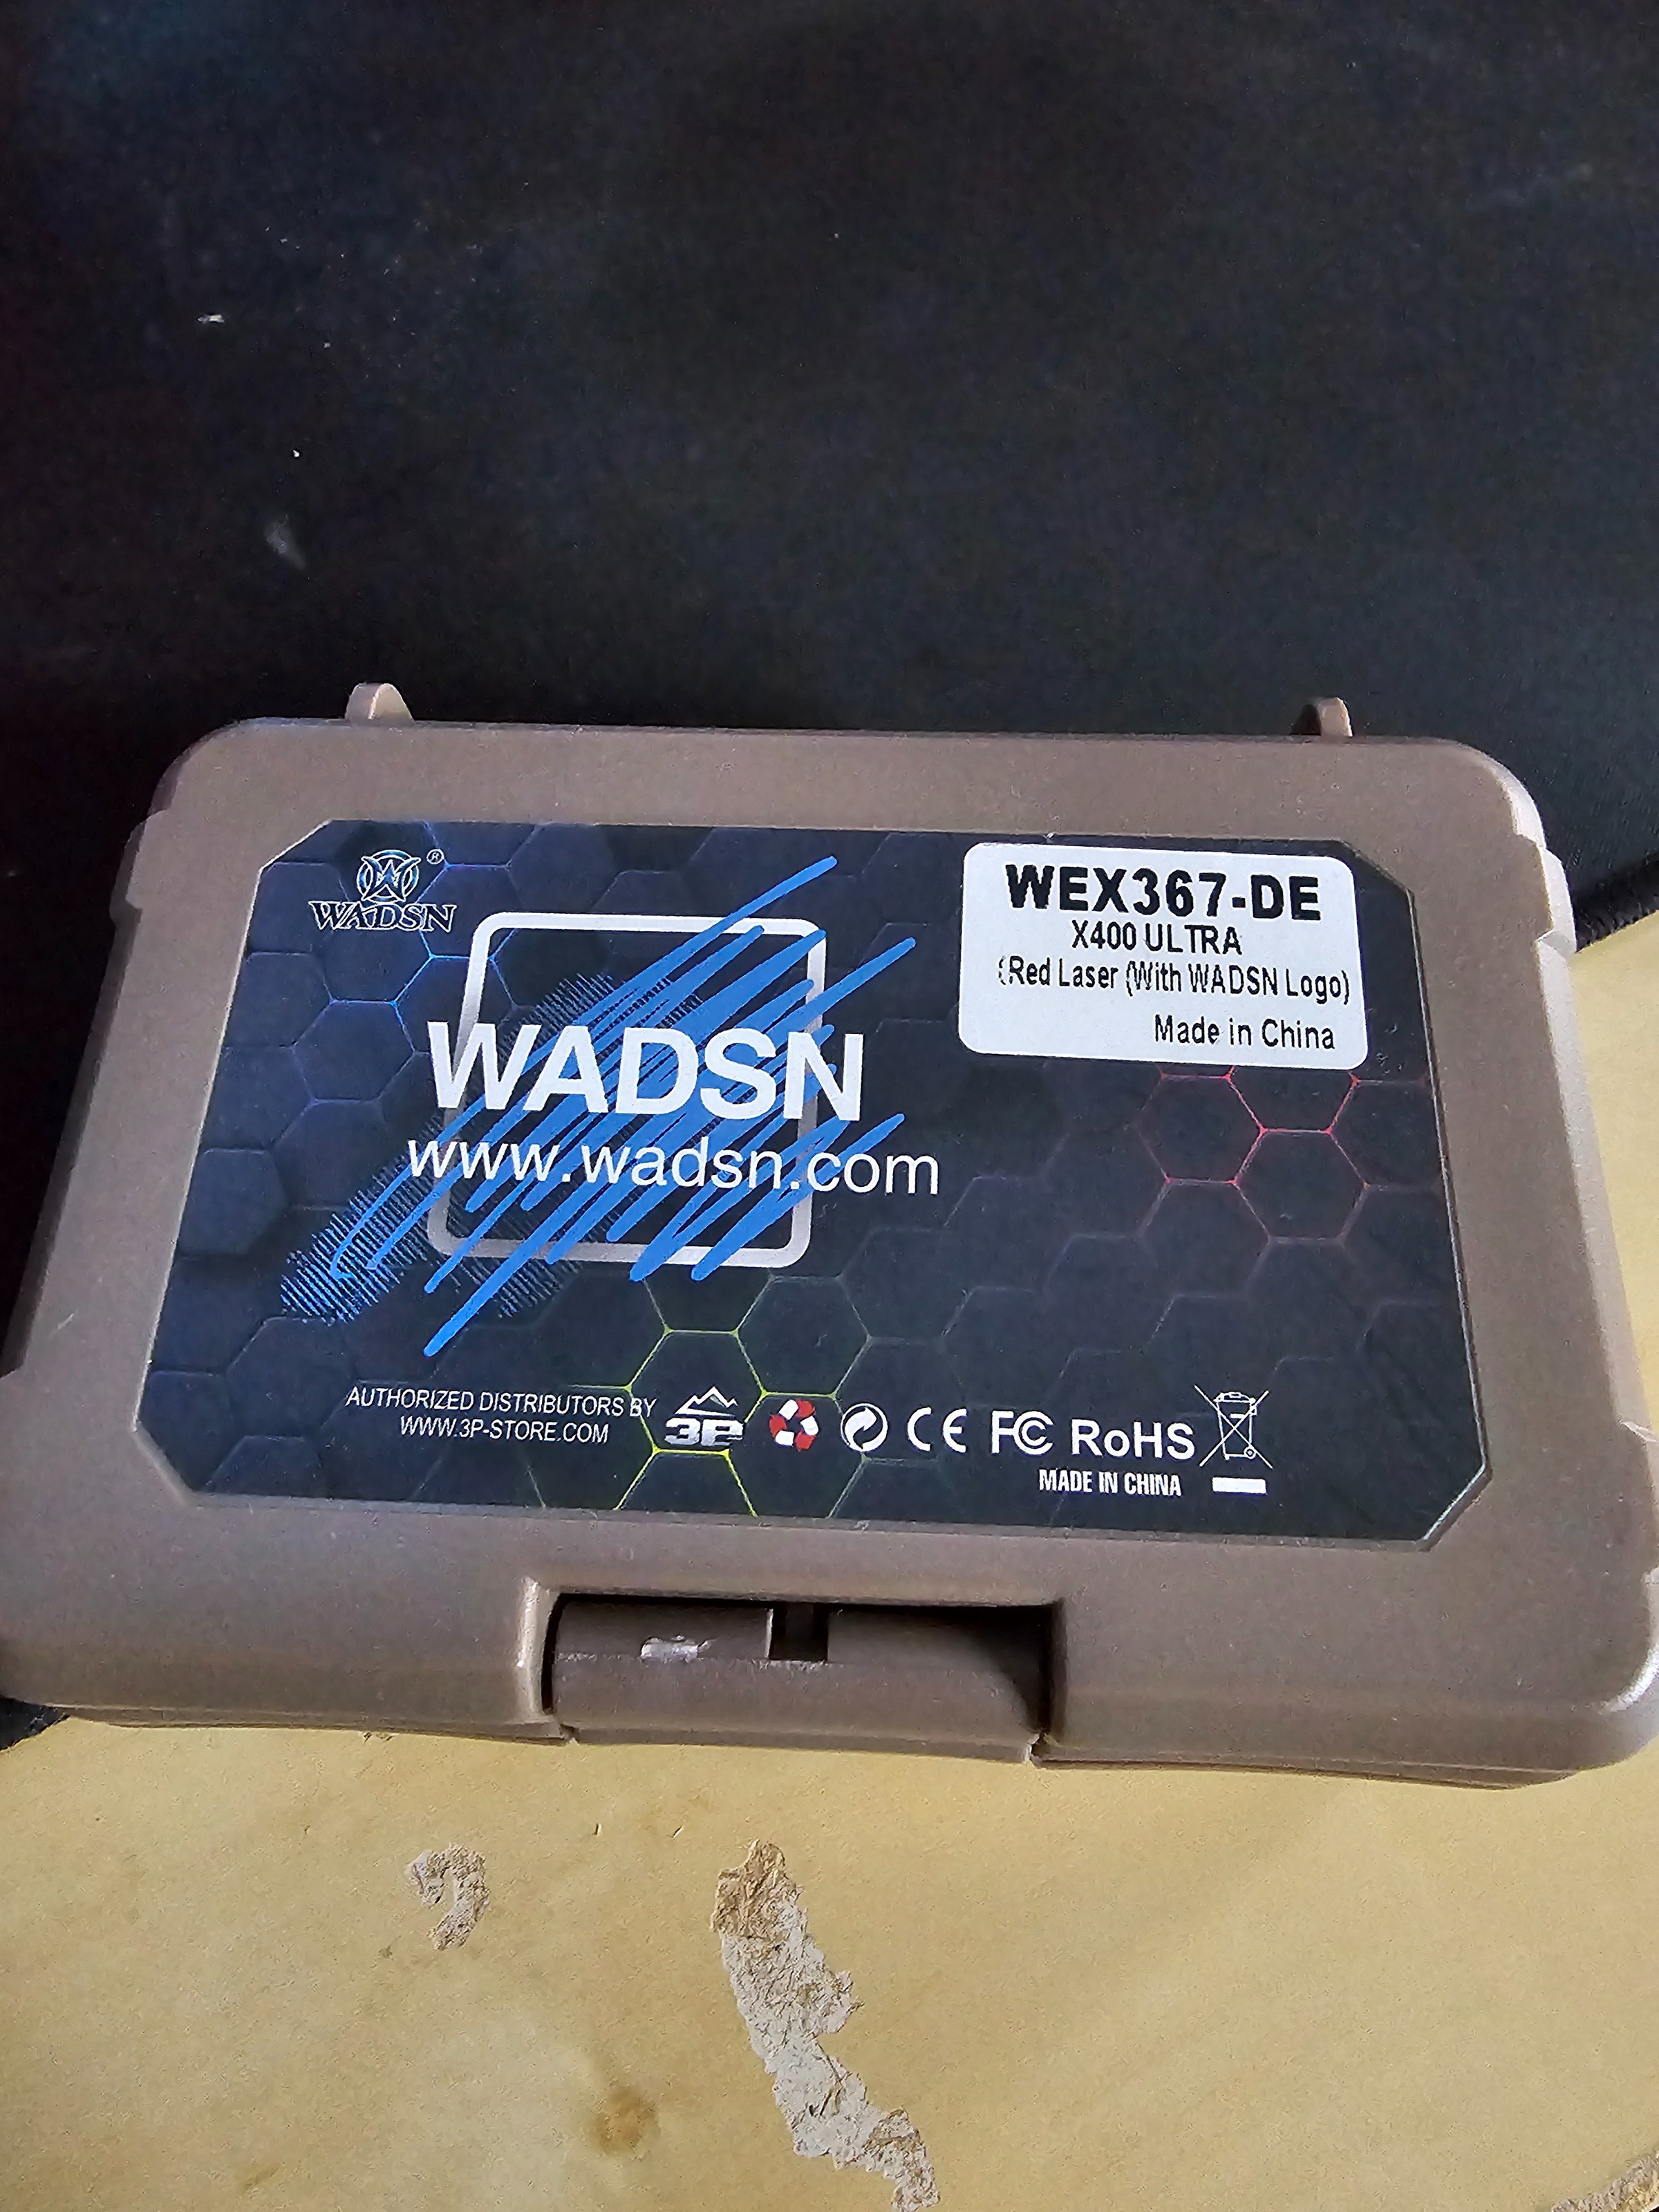 WADSN
®
WADSN
www.wadsn.com
WEX367-DE
X400 ULTRA
(Red Laser (With WADSN Logo)
Made in China
AUTHORIZED DISTRIBUTORS BY
WWW.3P-STORE.COM
3P
CE FC RoHS
MADE IN CHINA